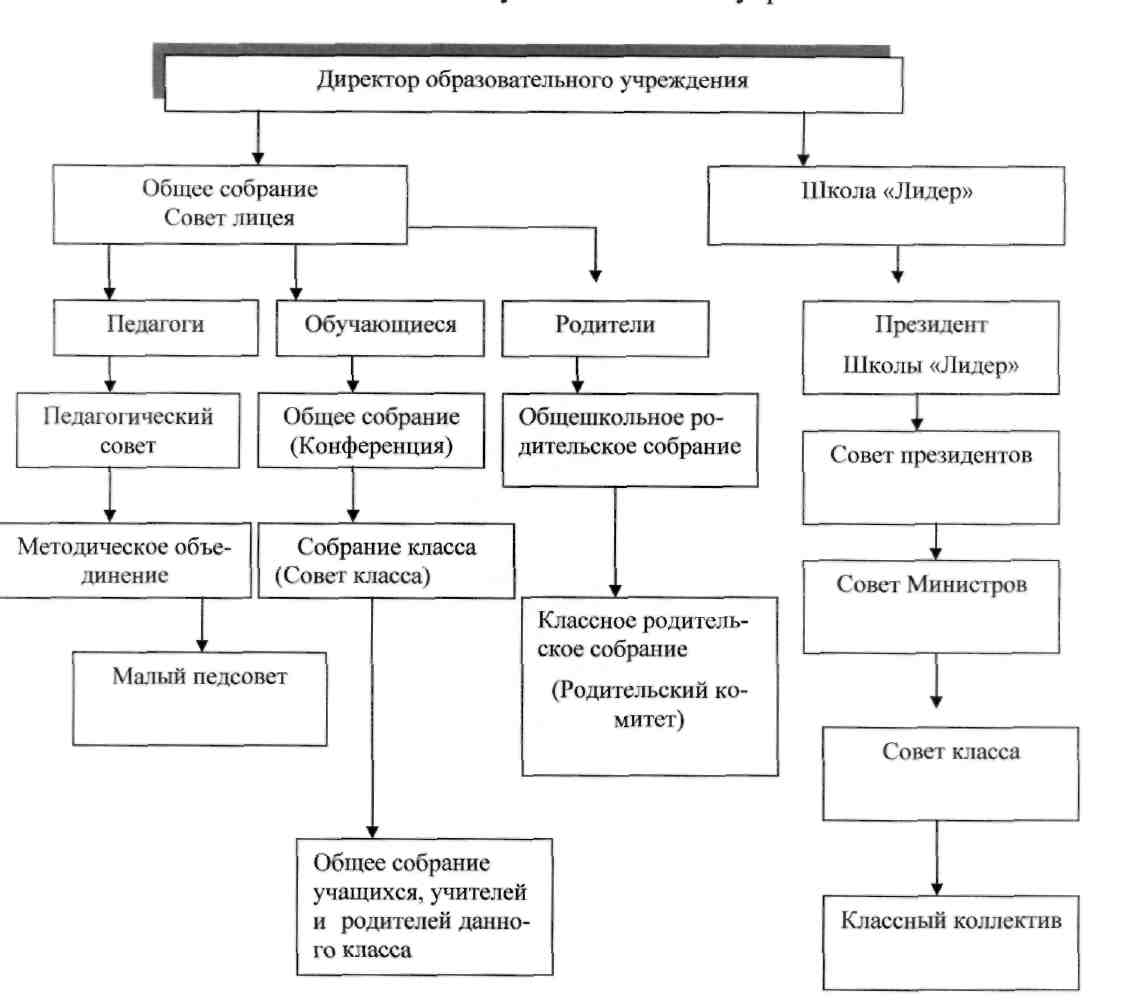 Директор образовательного учреждения
Общее собрание
Совет лицея
Школа «Лидер»
Педагоги
Обучающиеся
Родители
Президент
Школы «Лидер»
Педагогический
совет
Общее собрание
(Конференция)
Общешкольное ро-
дительское собрание
Совет президентов
Методическое объе-
динение
Собрание класса
(Совет класса)
Совет Министров
Классное родитель-
ское собрание
(Родительский ко-
митет)
Малый педсовет
Совет класса
Общее собрание
учащихся, учителей
и родителей данно-
го класса
Классный коллектив